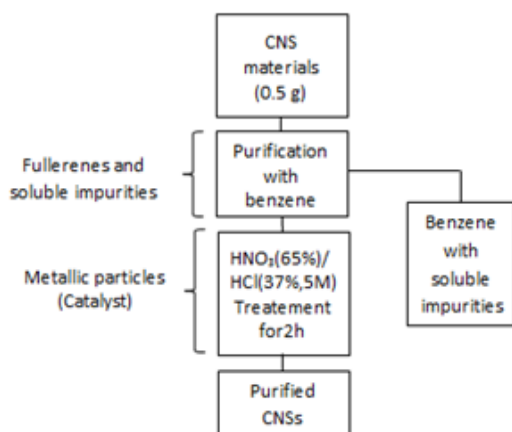 CNS
materials
(0.5 g)
Fullerenes and
soluble impurities
Purification
with
benzene
Benzene
with
soluble
impurities
Metallic particles
(Catalyst)
HNO₃(65%)/
HCl(37%,5M)
Treatement
for2h
Purified
CNSs